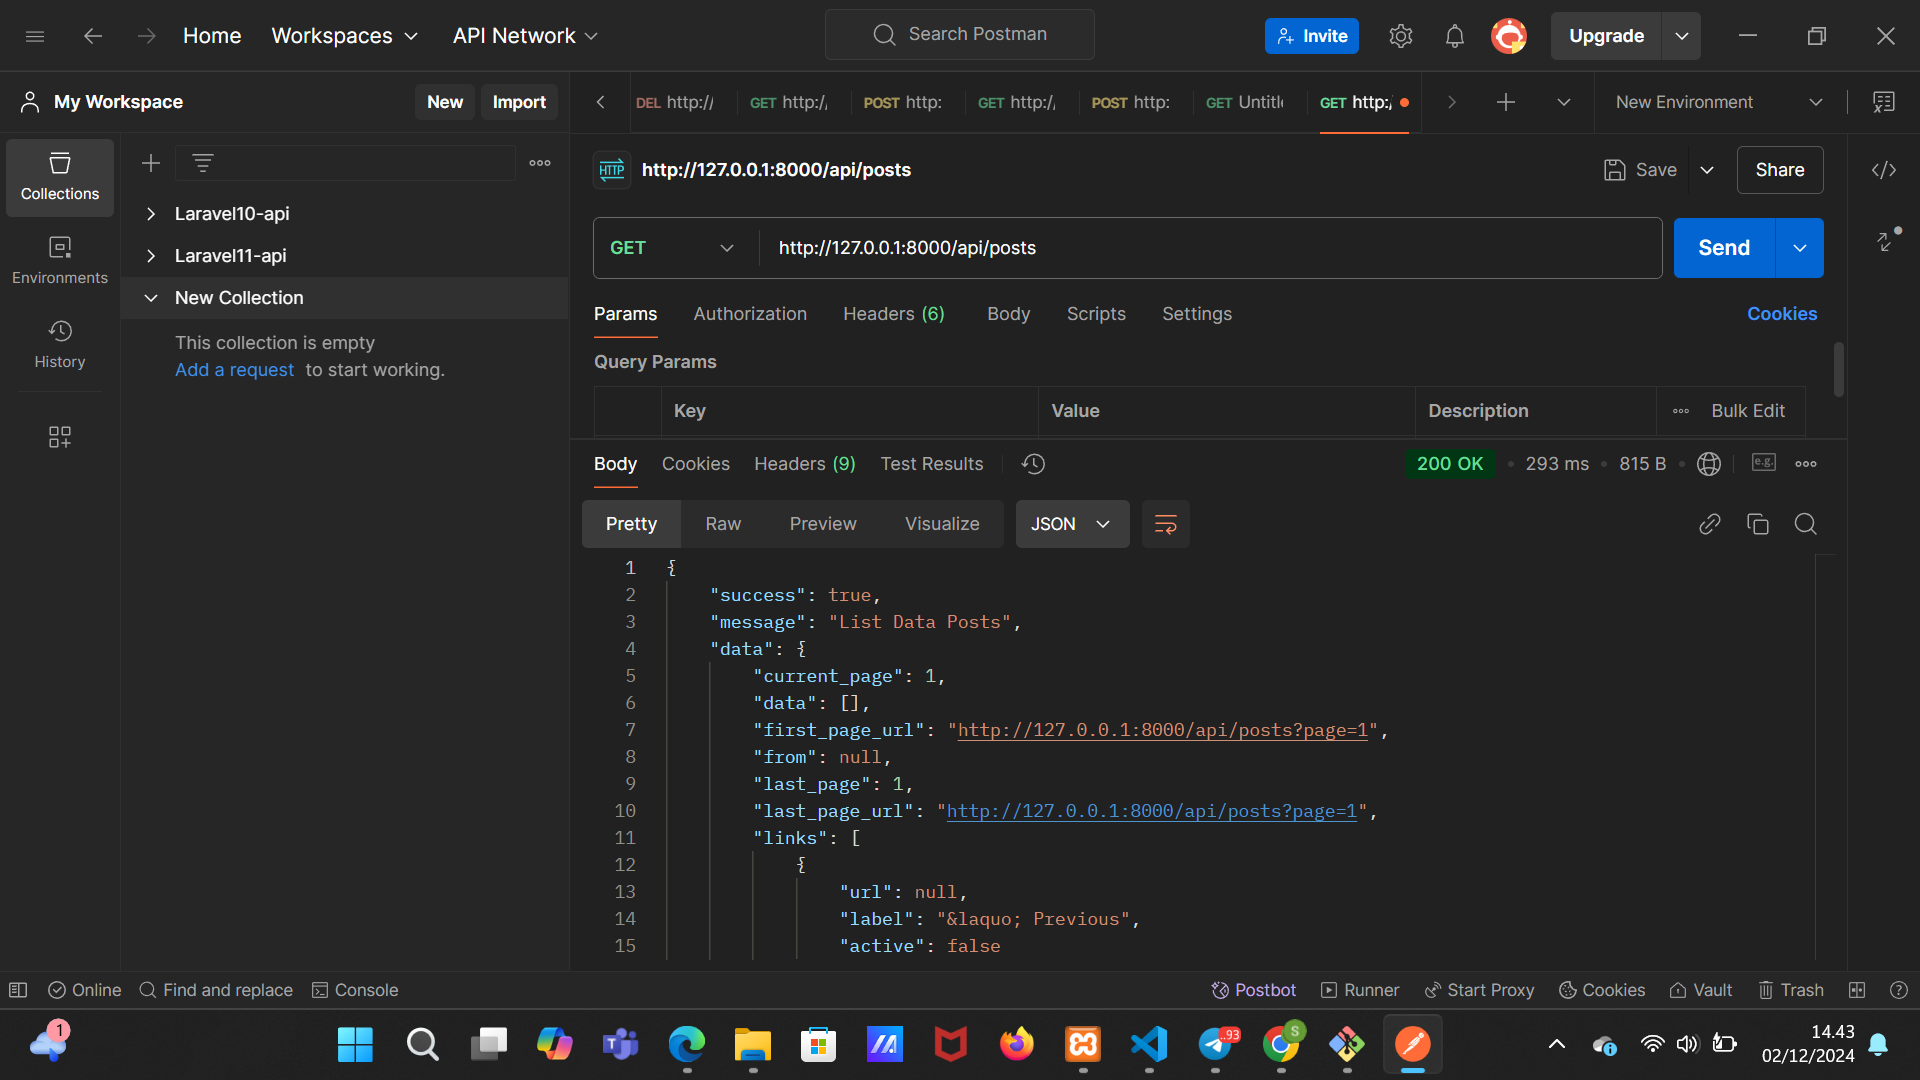 Home Workspaces API Network Search Postman Invite Upgrade
My Workspace New Import DEL http:// GET http:/, POST http: GET http:/, POST http: GET Untitle GET http:/ New Environment
HTTP http://127.0.0.1:8000/api/posts Save Share
Collections
Environments
History
Laravel10-api
Laravel11-api
New Collection
This collection is empty
Add a request to start working.
GET http://127.0.0.1:8000/api/posts Send
Params Authorization Headers (6) Body Scripts Settings Cookies
Query Params
Key Value Description Bulk Edit
Body Cookies Headers (9) Test Results 200 OK 293 ms 815 B e.g.
Pretty Raw Preview Visualize JSON
1 {
2 "success": true,
3 "message": "List Data Posts",
4 "data": {
5 "current_page": 1,
6 "data": [],
7 "first_page_url": "http://127.0.0.1:8000/api/posts?page=1",
8 "from": null,
9 "last_page": 1,
10 "last_page_url": "http://127.0.0.1:8000/api/posts?page=1",
11 "links": [
12 {
13 "url": null,
14 "label": "&laquo; Previous",
15 "active": false
Online Find and replace Console Postbot Runner Start Proxy Cookies Vault Trash
1 T ..93 S 14.43
02/12/2024